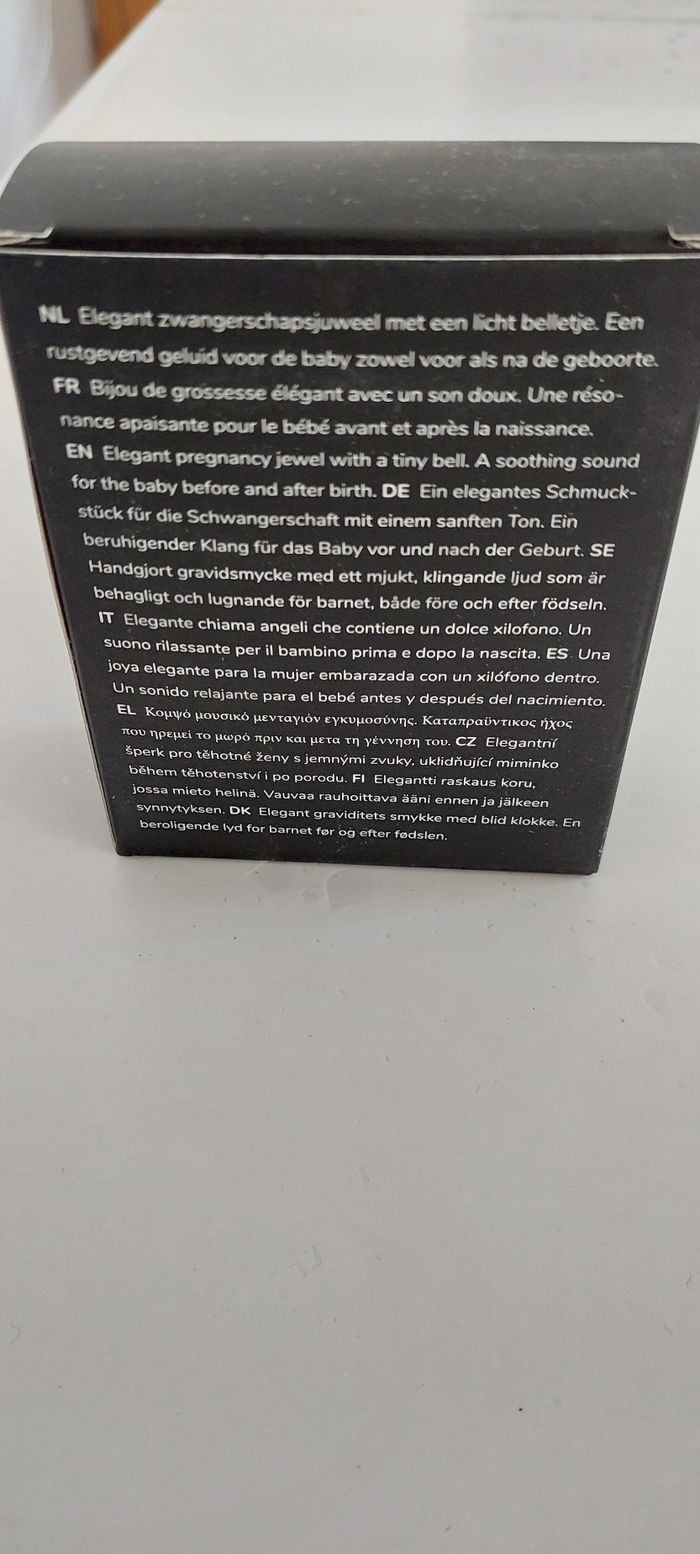 NL Elegant zwangerschapsjuweel met een licht belletje. Een
rustgevend geluid voor de baby zowel voor als na de geboorte.
FR Bijou de grossesse élégant avec un son doux. Une réso-
nance apaisante pour le bébé avant et après la naissance.
EN Elegant pregnancy jewel with a tiny bell. A soothing sound
for the baby before and after birth. DE Ein elegantes Schmuck-
stück für die Schwangerschaft mit einem sanften Ton. Ein
beruhigender Klang für das Baby vor und nach der Geburt. SE
Handgjort gravidsmycke med ett mjukt, klingande ljud som är
behagligt och lugnande för barnet, både före och efter födseln.
IT Elegante chiama angeli che contiene un dolce xilofono. Un
suono rilassante per il bambino prima e dopo la nascita. ES Una
joya elegante para la mujer embarazada con un xilófono dentro.
Un sonido relajante para el bebé antes y después del nacimiento.
EL Κομψό μουσικό μενταγιόν εγκυμοσύνης. Καταπραϋντικος ήχος
που ηρεμεί το μωρό πριν και μετα τη γέννηση του. CZ Elegantní
šperk pro těhotné ženy s jemnými zvuky, uklidňující miminko
během těhotenství i po porodu. FI Elegantti raskaus koru,
jossa mieto helinä. Vauvaa rauhoittava ääni ennen ja jälkeen
synnytyksen. DK Elegant graviditets smykke med blid klokke. En
beroligende lyd for barnet før og efter fødslen.